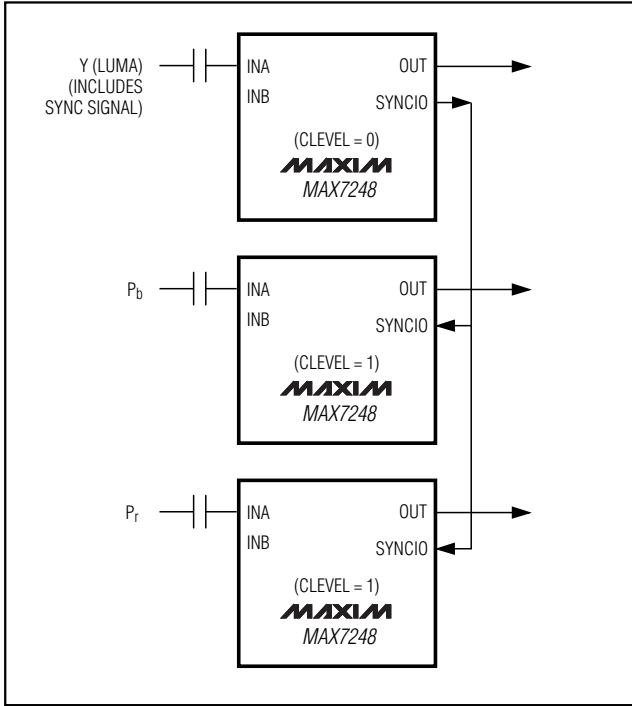 Y (LUMA)
(INCLUDES
SYNC SIGNAL)
INA
INB
OUT
SYNCIO
(CLEVEL = 0)
MAXIM
MAX7248
Pb
INA
INB
OUT
SYNCIO
(CLEVEL = 1)
MAXIM
MAX7248
Pr
INA
INB
OUT
SYNCIO
(CLEVEL = 1)
MAXIM
MAX7248